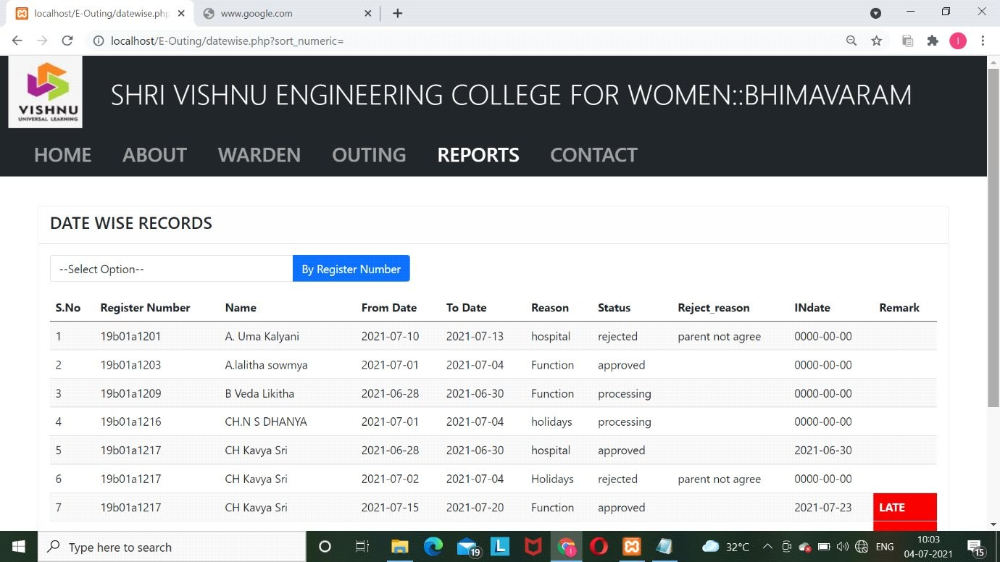 localhost/E-Outing/datewise.php
www.google.com
localhost/E-Outing/datewise.php?sort_numeric=
I
VISHNU
UNIVERSAL LEARNING
SHRI VISHNU ENGINEERING COLLEGE FOR WOMEN::BHIMAVARAM
HOME ABOUT WARDEN OUTING REPORTS CONTACT
DATE WISE RECORDS
--Select Option-- By Register Number
S.No Register Number Name From Date To Date Reason Status Reject_reason INdate Remark
1 19b01a1201 A. Uma Kalyani 2021-07-10 2021-07-13 hospital rejected parent not agree 0000-00-00
2 19b01a1203 A.lalitha sowmya 2021-07-01 2021-07-04 Function approved 0000-00-00
3 19b01a1209 B Veda Likitha 2021-06-28 2021-06-30 Function processing 0000-00-00
4 19b01a1216 CH.N S DHANYA 2021-07-01 2021-07-04 holidays processing 0000-00-00
5 19b01a1217 CH Kavya Sri 2021-06-28 2021-06-30 hospital approved 2021-06-30
6 19b01a1217 CH Kavya Sri 2021-07-02 2021-07-04 Holidays rejected parent not agree 0000-00-00
7 19b01a1217 CH Kavya Sri 2021-07-15 2021-07-20 Function approved 2021-07-23 LATE
Type here to search 19 L I 32°C ENG 10:03
04-07-2021 15